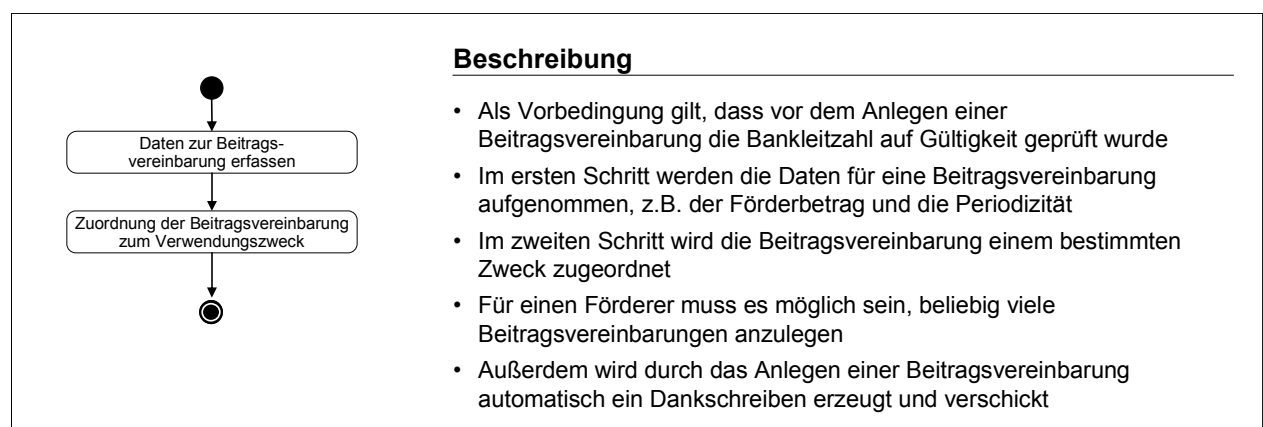 Beschreibung
Daten zur Beitrags-
vereinbarung erfassen
Zuordnung der Beitragsvereinbarung
zum Verwendungszweck
• Als Vorbedingung gilt, dass vor dem Anlegen einer
Beitragsvereinbarung die Bankleitzahl auf Gültigkeit geprüft wurde
• Im ersten Schritt werden die Daten für eine Beitragsvereinbarung
aufgenommen, z.B. der Förderbetrag und die Periodizität
• Im zweiten Schritt wird die Beitragsvereinbarung einem bestimmten
Zweck zugeordnet
• Für einen Förderer muss es möglich sein, beliebig viele
Beitragsvereinbarungen anzulegen
• Außerdem wird durch das Anlegen einer Beitragsvereinbarung
automatisch ein Dankschreiben erzeugt und verschickt